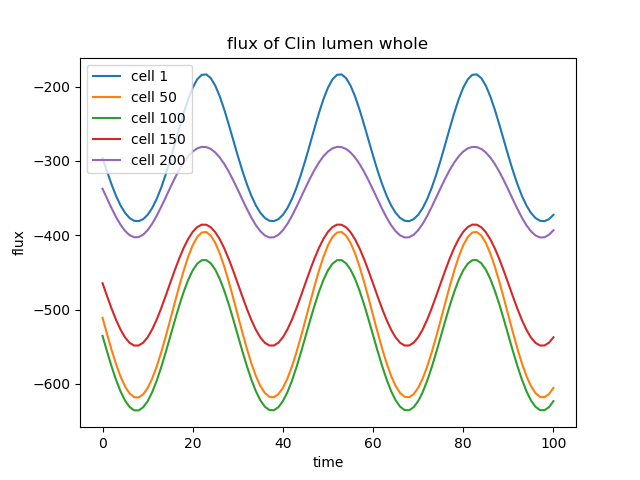 flux of Clin lumen whole
cell 1
cell 50
cell 100
cell 150
cell 200
flux
−200
−300
−400
−500
−600
0 20 40 60 80 100
time